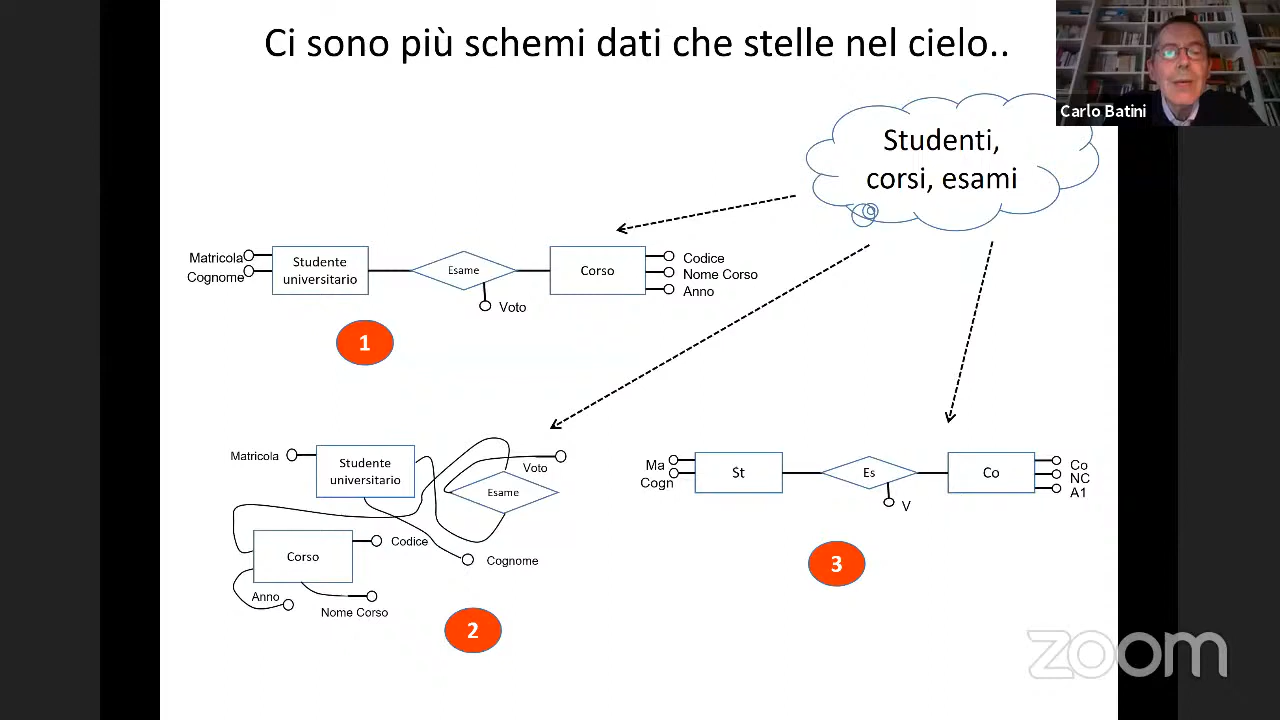 Ci sono più schemi dati che stelle nel cielo..
Carlo Batini
Studenti,
corsi, esami
Matricola
Cognome
Studente
universitario
Esame
Voto
Corso
Codice
Nome Corso
Anno
1
Matricola
Studente
universitario
Voto
Esame
Corso
Codice
Cognome
Anno
Nome Corso
2
Ma
Cogn
St
Es
V
Co
Co
NC
A1
3
zoom